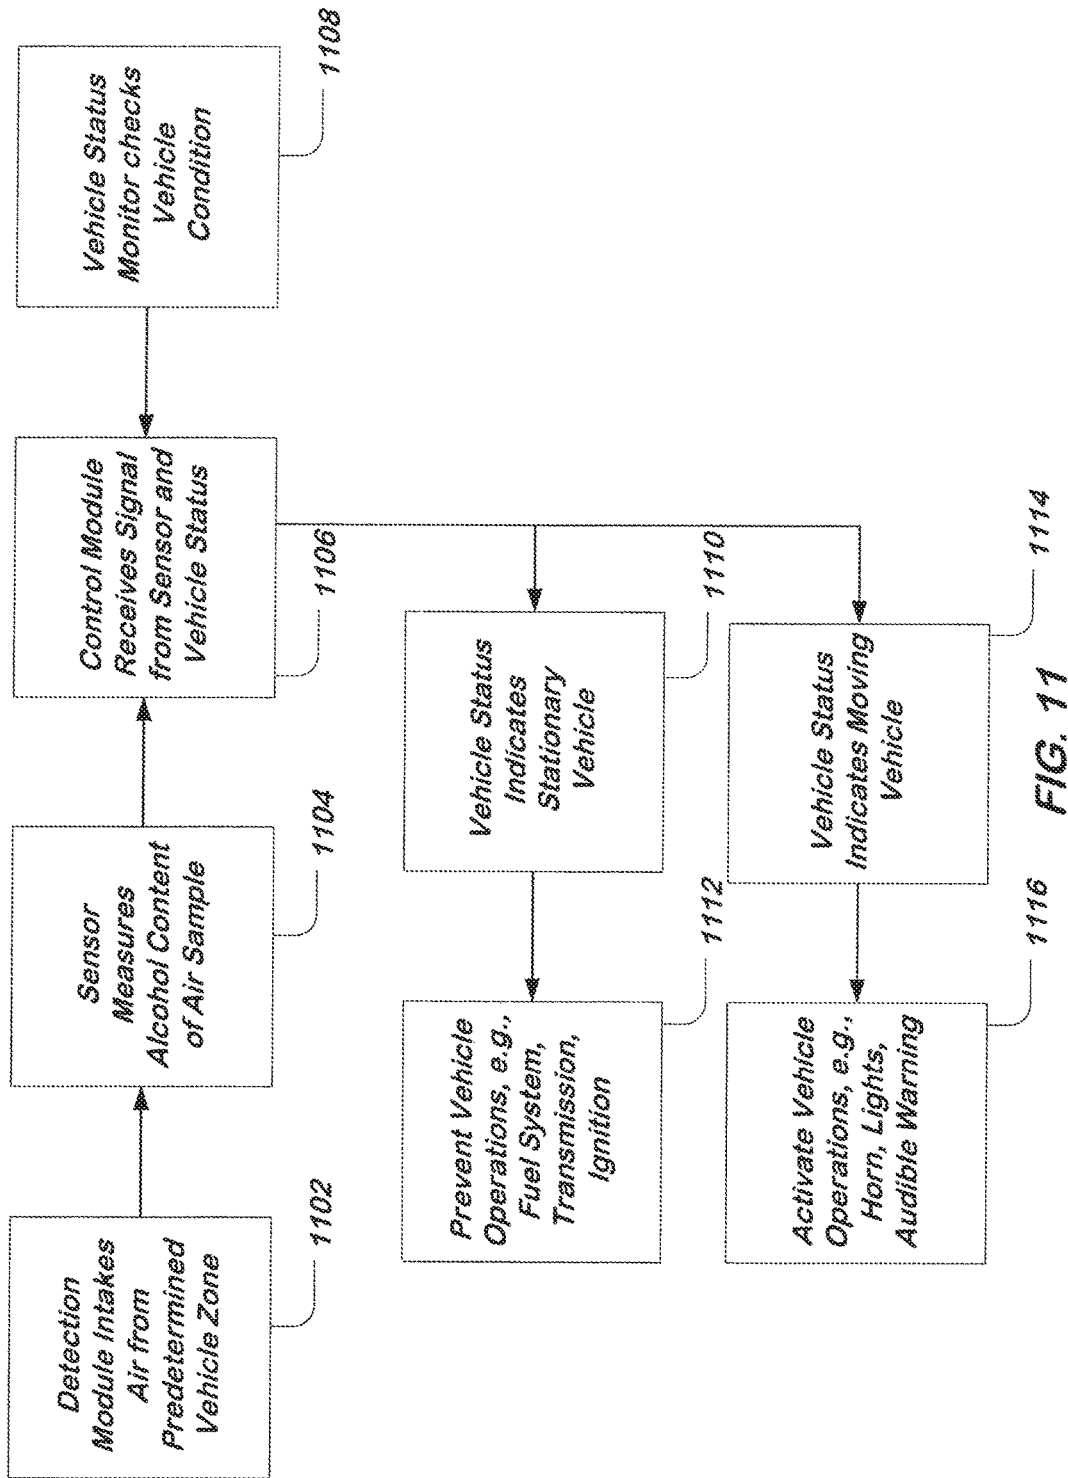 Detection
Module Intakes
Air from
Predetermined
Vehicle Zone
1102
Sensor
Measures
Alcohol Content
of Air Sample
1104
Control Module
Receives Signal
from Sensor and
Vehicle Status
1106
Vehicle Status
Monitor checks
Vehicle
Condition
1108
Vehicle Status
Indicates
Stationary
Vehicle
1110
Prevent Vehicle
Operations, e.g.,
Fuel System,
Transmission,
Ignition
1112
Vehicle Status
Indicates Moving
Vehicle
1114
Activate Vehicle
Operations, e.g.,
Horn, Lights,
Audible Warning
1116
FIG. 11